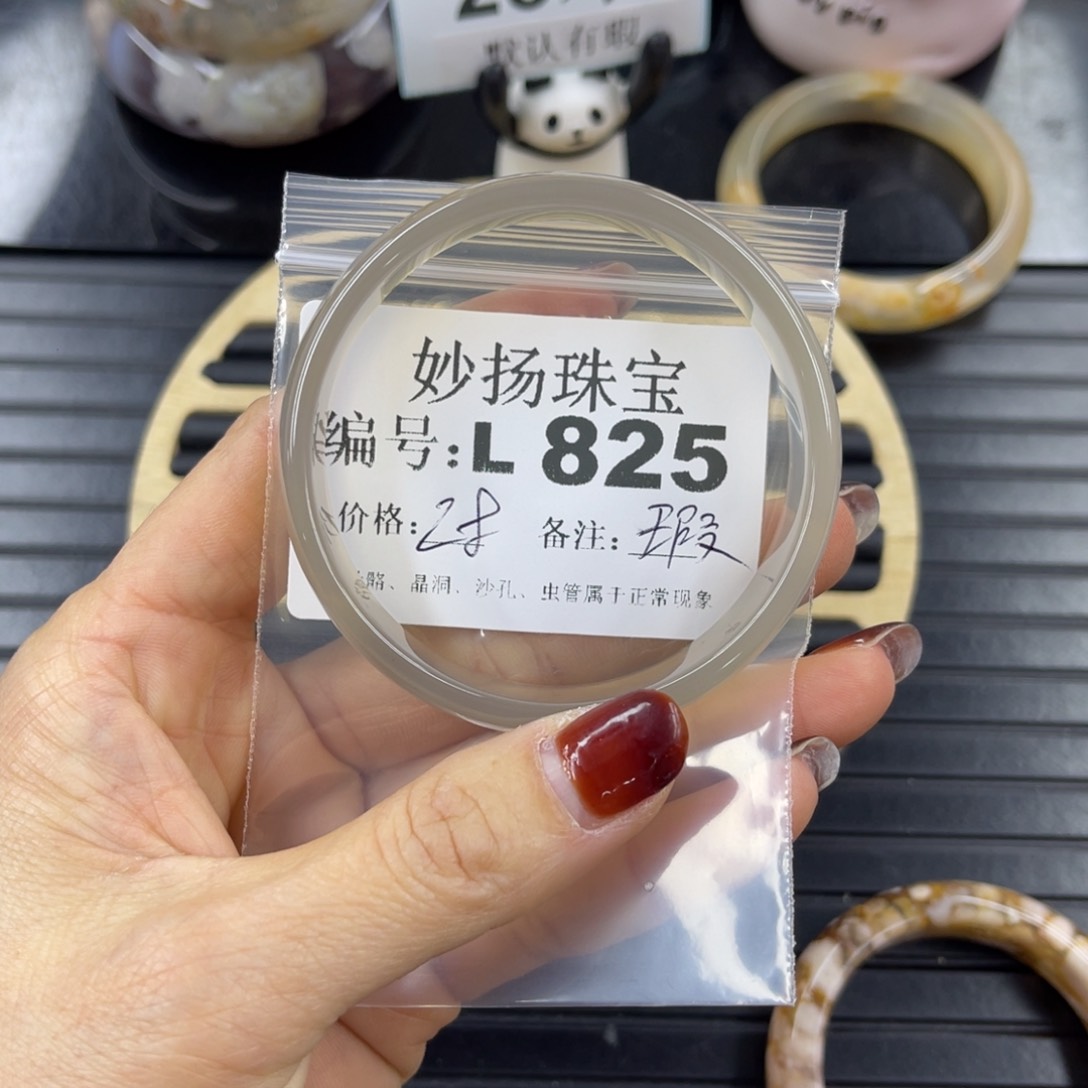 默认有暇
妙扬珠宝
编号:L 825
价格:28 备注:瑕
晶洞、沙孔、虫管属于正常现象